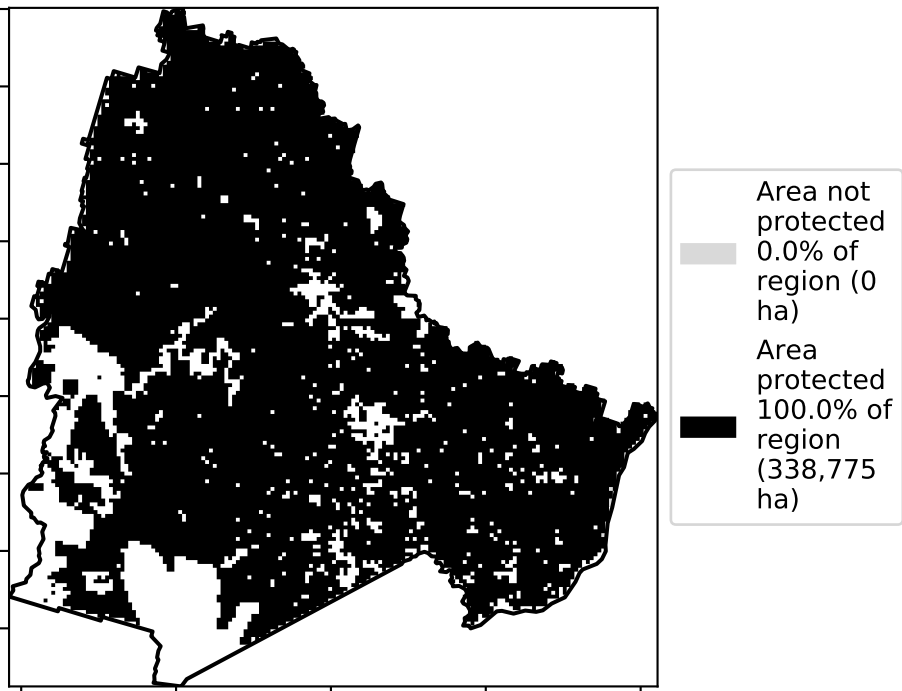 Area not
protected
0.0% of
region (0
ha)
Area
protected
100.0% of
region
(338,775
ha)